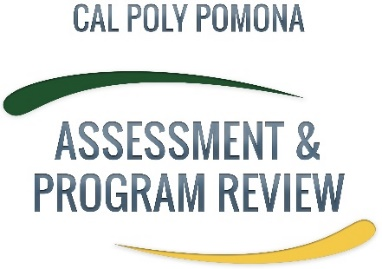 CAL POLY POMONA
ASSESSMENT &
PROGRAM REVIEW